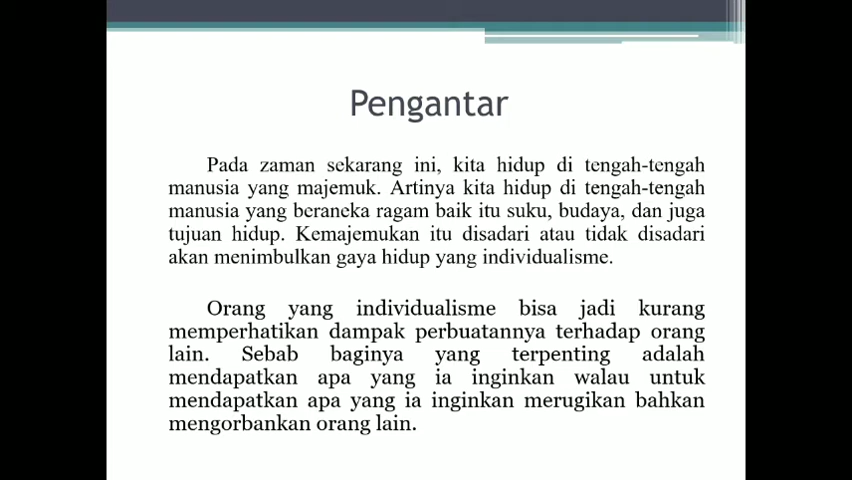 Pengantar
Pada zaman sekarang ini, kita hidup di tengah-tengah
manusia yang majemuk. Artinya kita hidup di tengah-tengah
manusia yang beraneka ragam baik itu suku, budaya, dan juga
tujuan hidup. Kemajemukan itu disadari atau tidak disadari
akan menimbulkan gaya hidup yang individualisme.
Orang yang individualisme bisa jadi kurang
memperhatikan dampak perbuatannya terhadap orang
lain. Sebab baginya yang terpenting adalah
mendapatkan apa yang ia inginkan walau untuk
mendapatkan apa yang ia inginkan merugikan bahkan
mengorbankan orang lain.